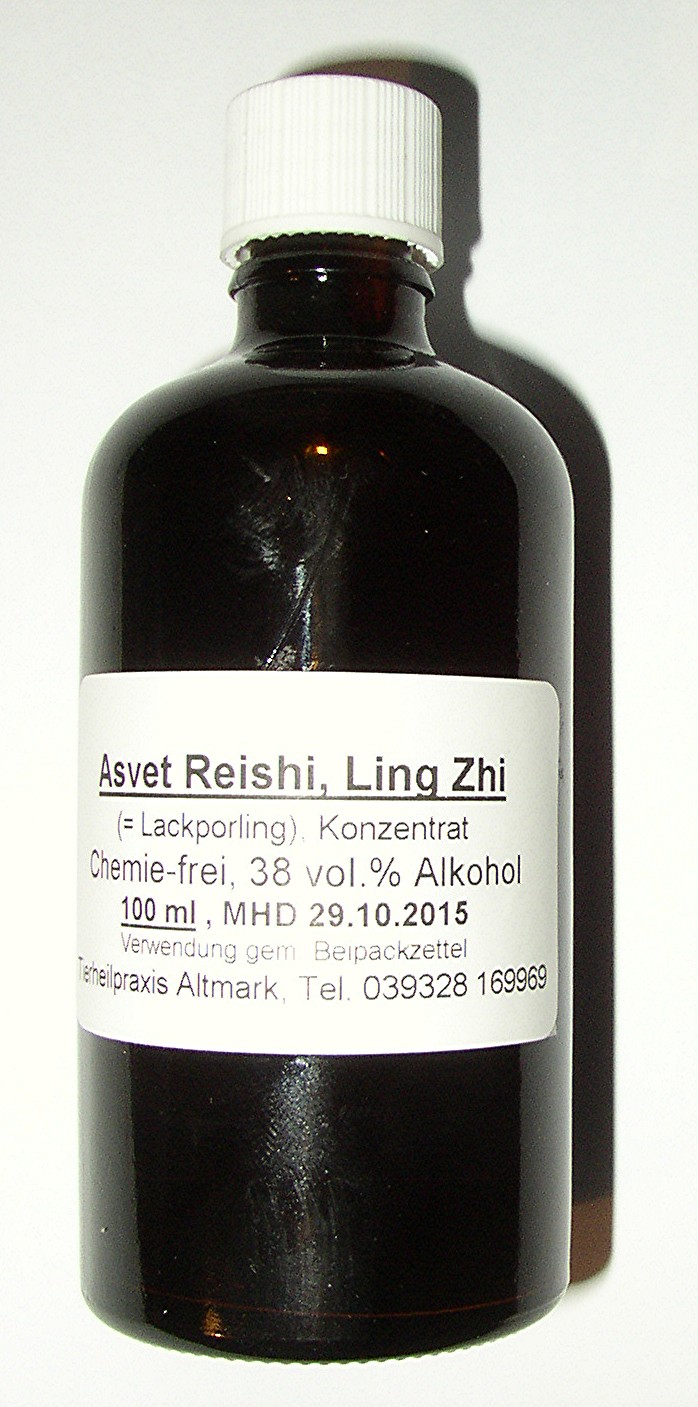 Asvet Reishi, Ling Zhi
(= Lackporling), Konzentrat
Chemie-frei, 38 vol.% Alkohol
100 ml , MHD 29.10.2015
Verwendung gem Beipackzettel
Tierheilpraxis Altmark, Tel. 039328 169969